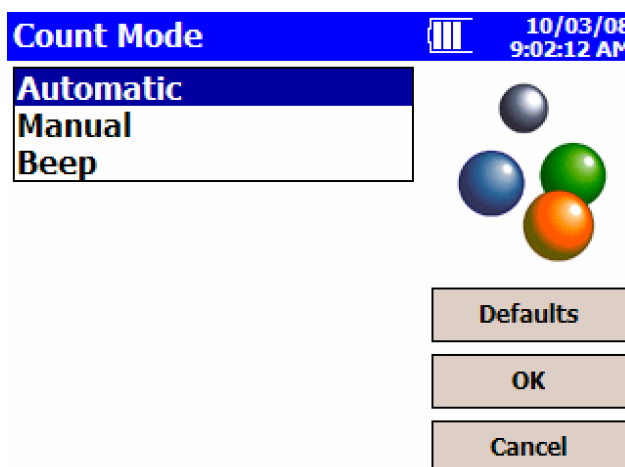 Count Mode
10/03/08
9:02:12 AM
Automatic
Manual
Beep
Defaults
OK
Cancel